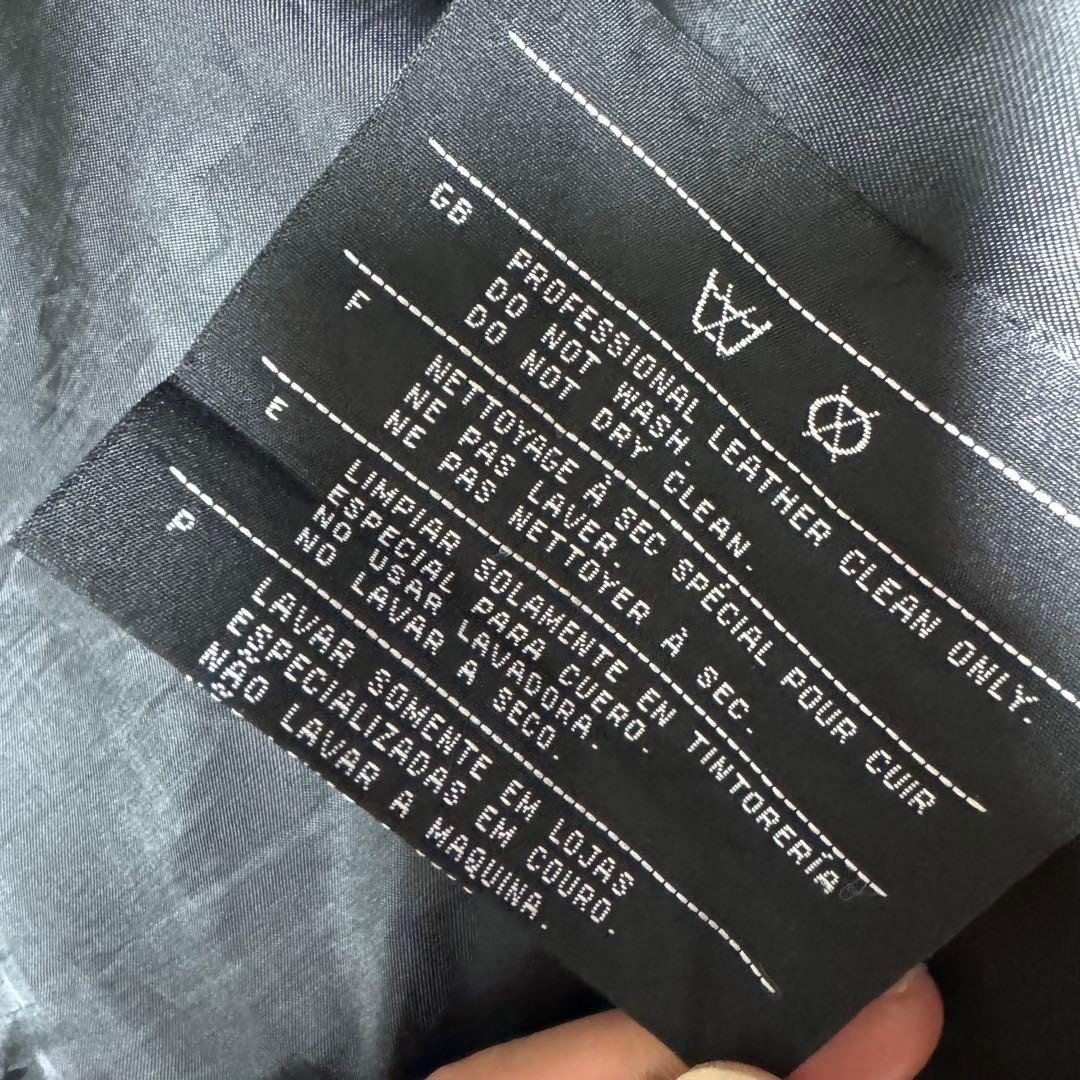 GB
PROFESSIONAL LEATHER CLEAN ONLY.
DO NOT WASH.
DO NOT DRY CLEAN.
F
NETTOYAGE À SEC SPÉCIAL POUR CUIR
NE PAS LAVER.
NE PAS NETTOYER À SEC.
E
LIMPIAR SOLAMENTE EN TINTORERÍA
ESPECIAL PARA CUERO.
NO USAR LAVADORA.
NO LAVAR A SECO.
P
LAVAR SOMENTE EM LOJAS
ESPECIALIZADAS EM COURO.
NÃO LAVAR A MAQUINA.